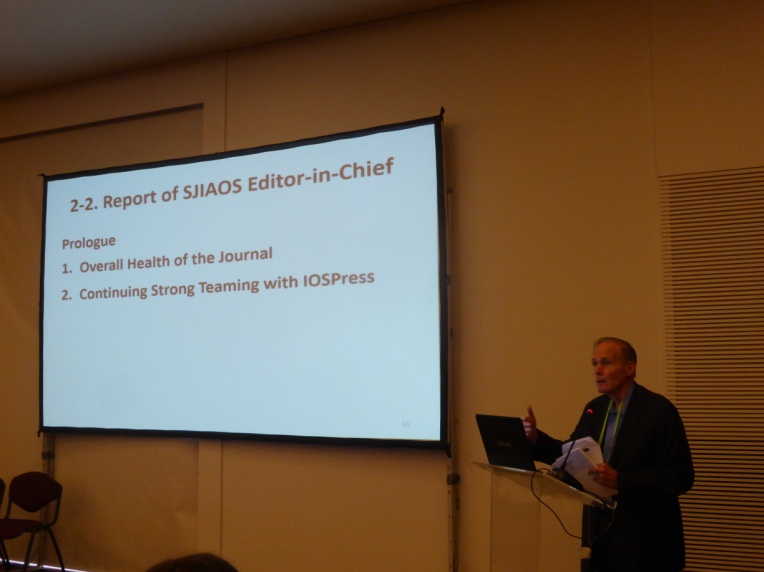 2-2. Report of SJIAOS Editor-in-Chief
Prologue
1. Overall Health of the Journal
2. Continuing Strong Teaming with IOSPress